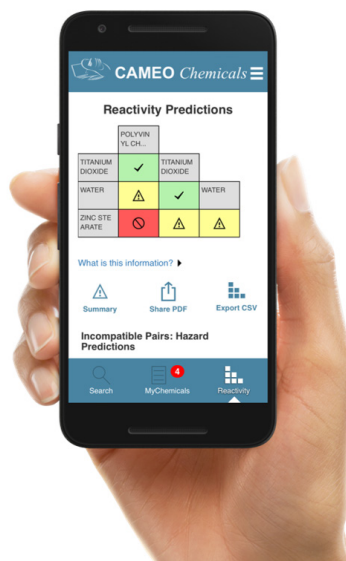 CAMEO Chemicals
Reactivity Predictions
POLYVIN
YL CH...
TITANIUM
DIOXIDE
TITANIUM
DIOXIDE
WATER
WATER
ZINC STE
ARATE
What is this information?
Summary
Share PDF
Export CSV
Incompatible Pairs: Hazard
Predictions
4
Search
MyChemicals
Reactivity